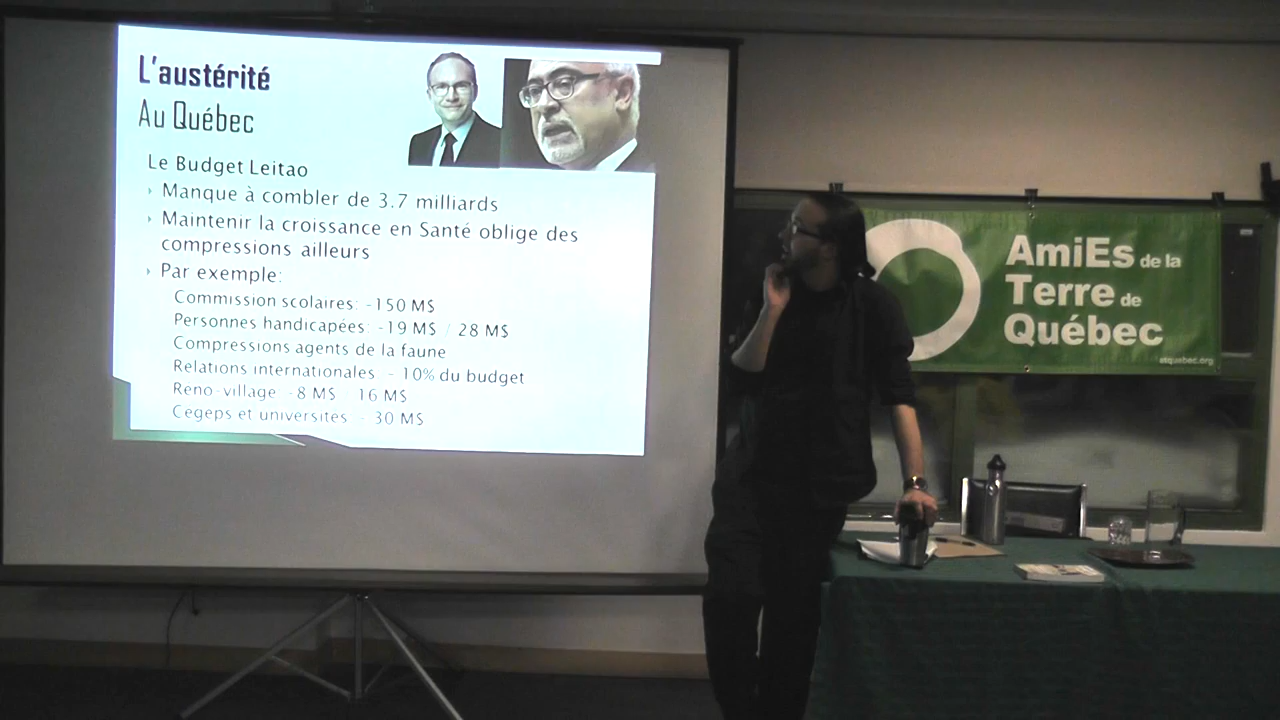 L'austérité
Au Québec
Le Budget Leitao
Manque à combler de 3.7 milliards
Maintenir la croissance en Santé oblige des
compressions ailleurs
Par exemple:
Commission scolaires: -150 M$
Personnes handicapées: -19 M$ / 28 M$
Compressions agents de la faune
Relations internationales - 10% du budget
Reno-village -8 M$ 16 M$
Cegeps et universites - 30 M$
AmiEs de la
Terre de
Québec
atquebec.org